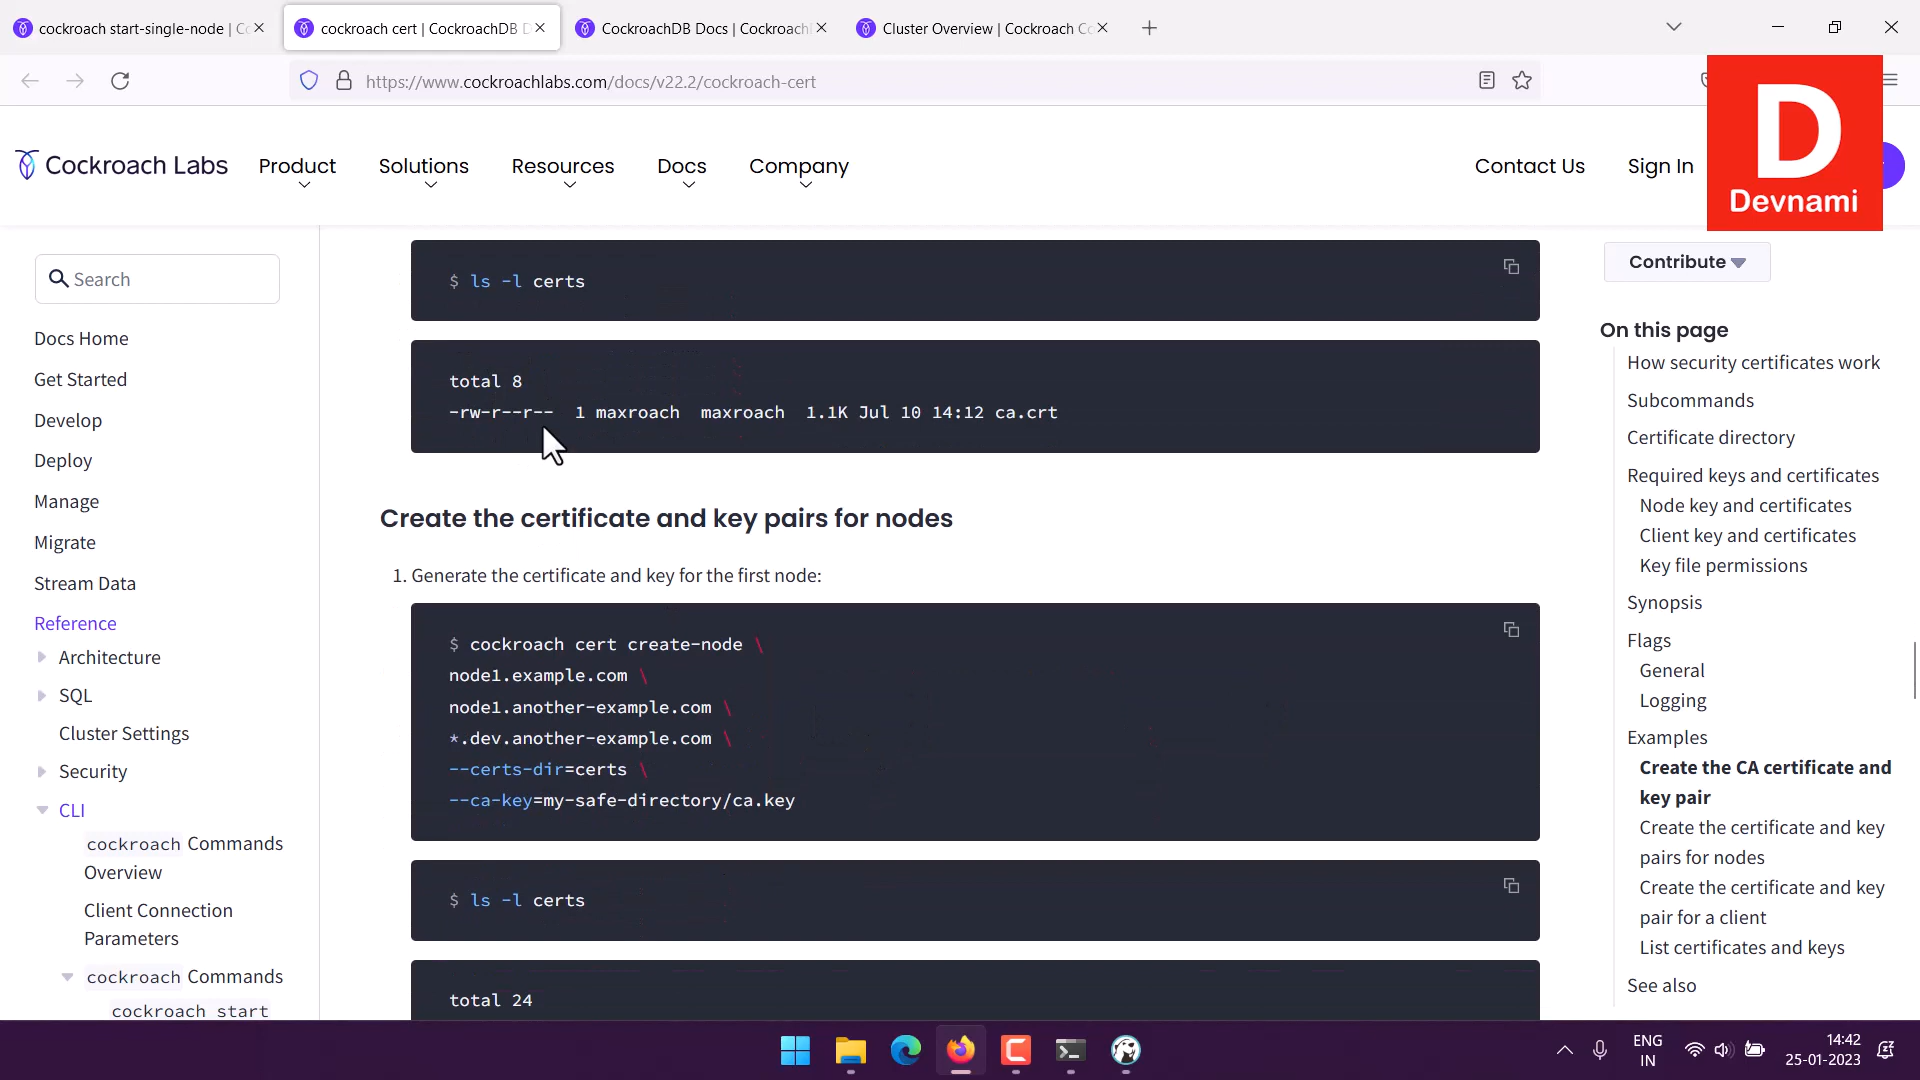 cockroach start-single-node | Co
cockroach cert | CockroachDB D
CockroachDB Docs | Cockroachl
Cluster Overview | Cockroach Co
https://www.cockroachlabs.com/docs/v22.2/cockroach-cert
D
Devnami
Cockroach Labs
Product
Solutions
Resources
Docs
Company
Contact Us
Sign In
Search
Docs Home
Get Started
Develop
Deploy
Manage
Migrate
Stream Data
Reference
Architecture
SQL
Cluster Settings
Security
CLI
cockroach Commands
Overview
Client Connection
Parameters
cockroach Commands
cockroach start
$ ls -l certs
total 8
-rw-r--r-- 1 maxroach maxroach 1.1K Jul 10 14:12 ca.crt
Create the certificate and key pairs for nodes
1. Generate the certificate and key for the first node:
$ cockroach cert create-node \
node1.example.com \
node1.another-example.com \
*.dev.another-example.com \
--certs-dir=certs \
--ca-key=my-safe-directory/ca.key
$ ls -l certs
total 24
Contribute
On this page
How security certificates work
Subcommands
Certificate directory
Required keys and certificates
Node key and certificates
Client key and certificates
Key file permissions
Synopsis
Flags
General
Logging
Examples
Create the CA certificate and
key pair
Create the certificate and key
pairs for nodes
Create the certificate and key
pair for a client
List certificates and keys
See also
ENG
IN
14:42
25-01-2023